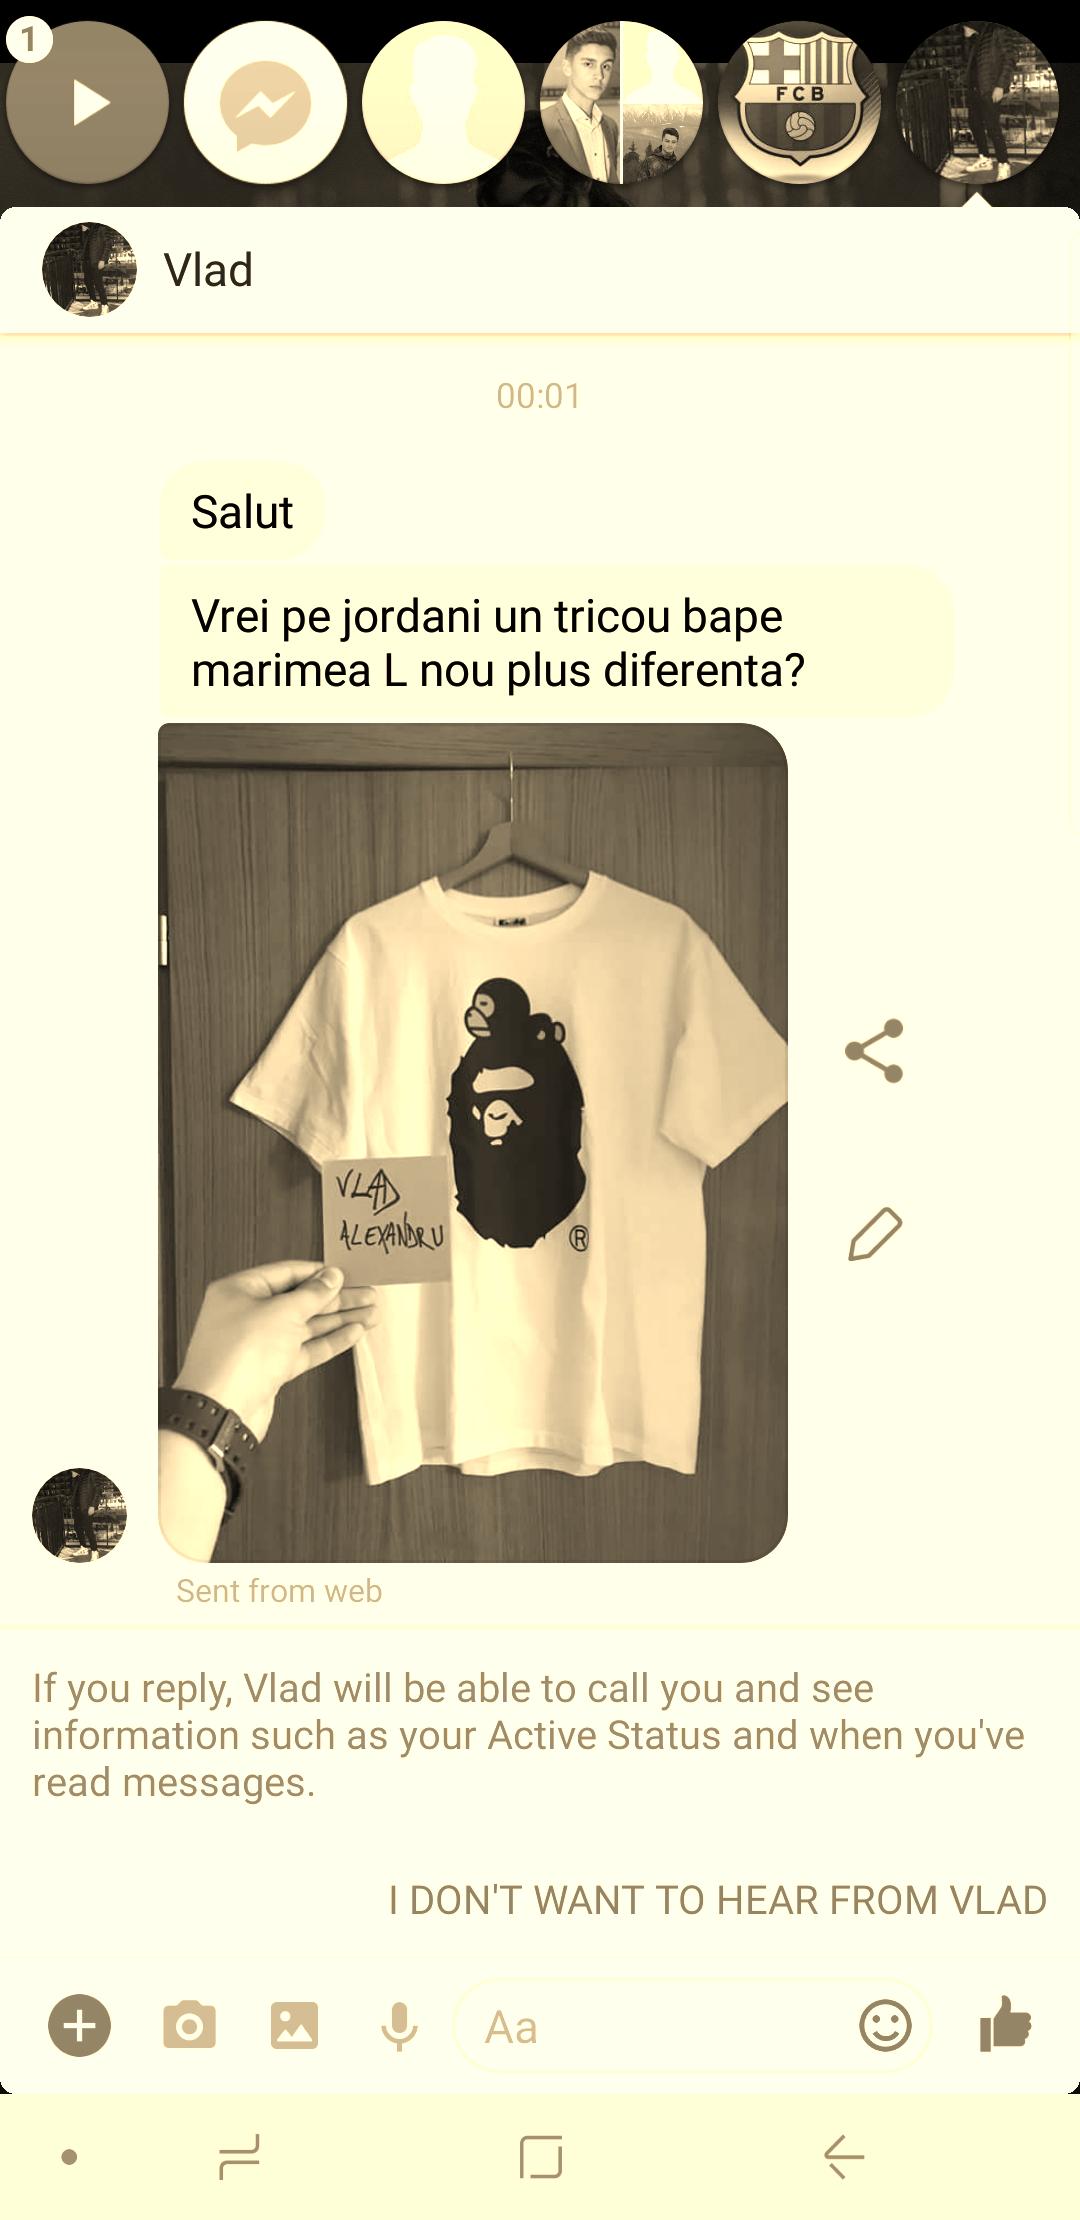 1
FCB
Vlad
00:01
Salut
Vrei pe jordani un tricou bape
marimea L nou plus diferenta?
VLAD
ALEXANDRU
®
Sent from web
If you reply, Vlad will be able to call you and see
information such as your Active Status and when you've
read messages.
I DON'T WANT TO HEAR FROM VLAD
Aa